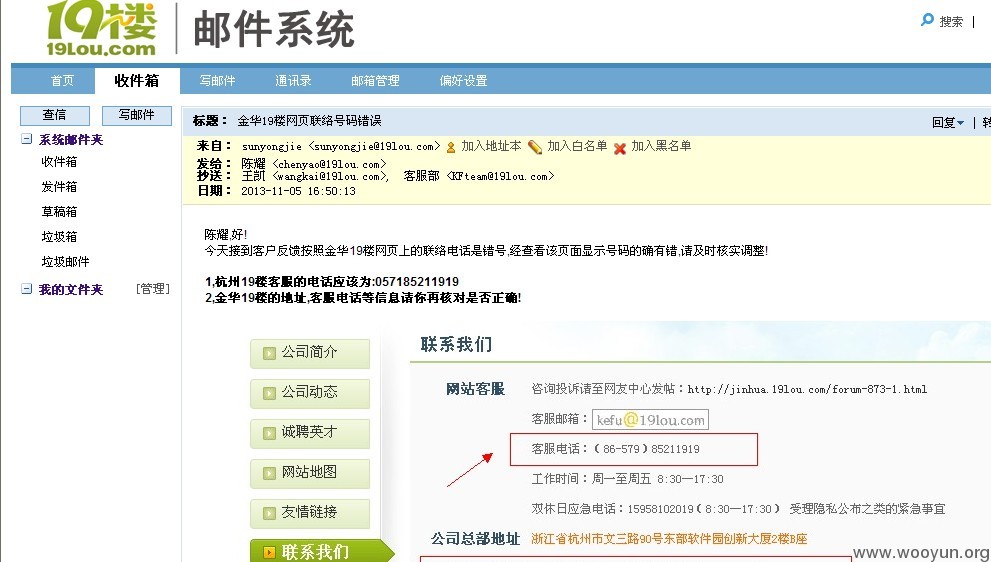 19楼
19Lou.com
邮件系统
搜索 |
首页 收件箱 写邮件 通讯录 邮箱管理 偏好设置
查信 写邮件
系统邮件夹
收件箱
发件箱
草稿箱
垃圾箱
垃圾邮件
我的文件夹 [管理]
标题： 金华19楼网页联络号码错误
回复 | 转
来自： sunyongjie <sunyongjie@19lou.com> 加入地址本 加入白名单 加入黑名单
发给： 陈耀 <chenyao@19lou.com>
抄送： 王凯 <wangkai@19lou.com>, 客服部 <KFteam@19lou.com>
日期： 2013-11-05 16:50:13
陈耀,好!
今天接到客户反馈按照金华19楼网页上的联络电话是错号,经查看该页面显示号码的确有错,请及时核实调整!
1,杭州19楼客服的电话应该为:057185211919
2,金华19楼的地址,客服电话等信息请你再核对是否正确!
公司简介
公司动态
诚聘英才
网站地图
友情链接
联系我们
联系我们
网站客服 咨询投诉请至网友中心发帖：http://jinhua.19lou.com/forum-873-1.html
客服邮箱：kefu@19lou.com
客服电话：（86-579）85211919
工作时间：周一至周五 8:30—17:30
双休日应急电话：15958102019（8:30—17:30） 受理隐私公布之类的紧急事宜
公司总部地址 浙江省杭州市文三路90号东部软件园创新大厦2楼B座
www.wooyun.org